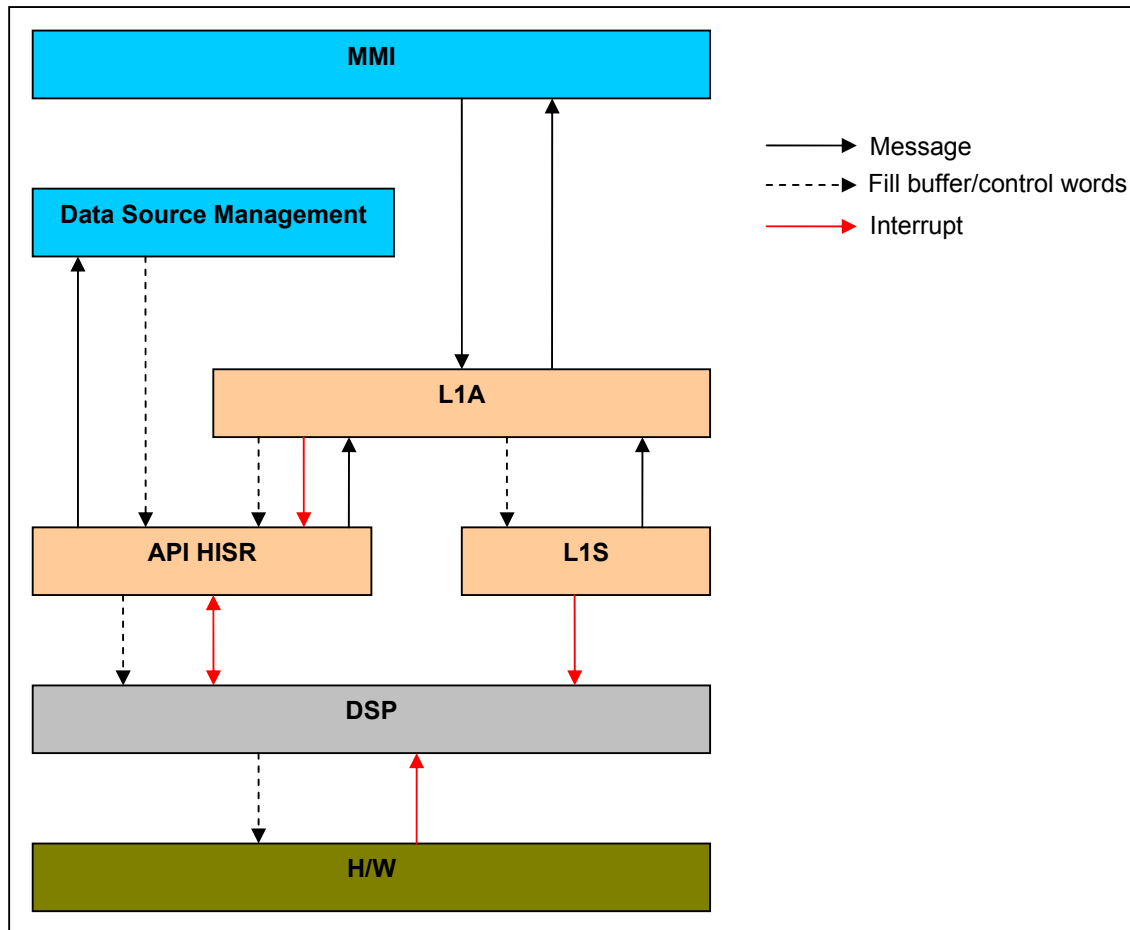 MMI
Message
Fill buffer/control words
Interrupt
Data Source Management
L1A
API HISR
L1S
DSP
H/W